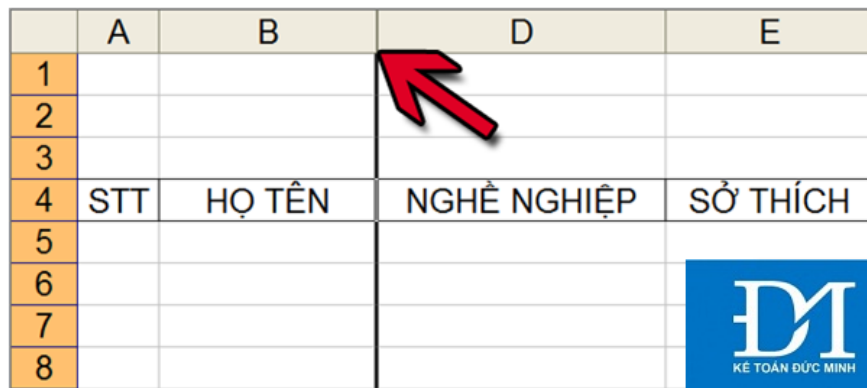 A B D E
1
2
3
4 STT HỌ TÊN NGHỀ NGHIỆP SỞ THÍCH
5
6
7
8
ĐM
KẾ TOÁN ĐỨC MINH